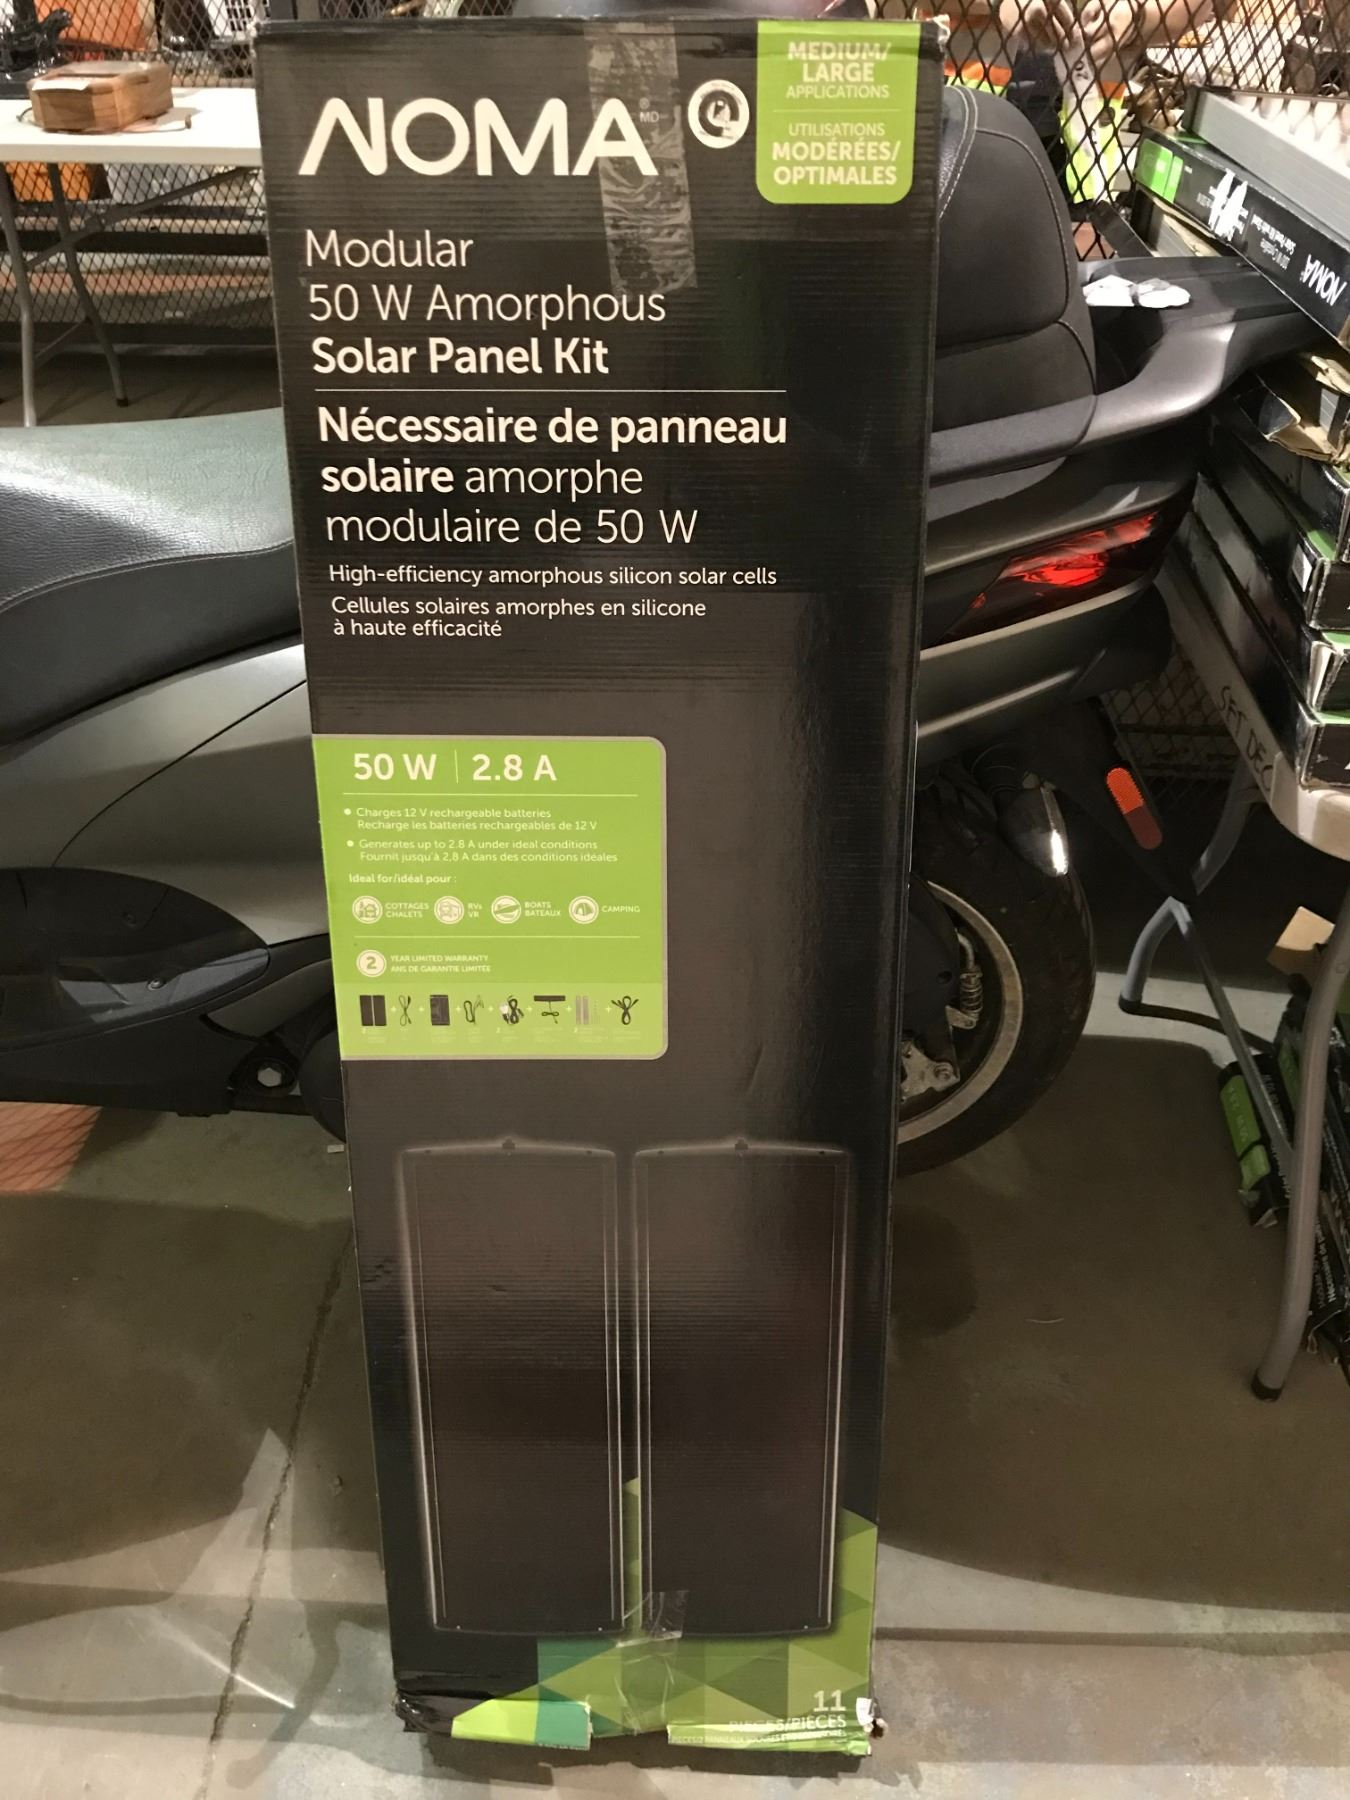 NOMA
® MD
MEDIUM/
LARGE
APPLICATIONS
UTILISATIONS
MODÉRÉES/
OPTIMALES
Modular
50 W Amorphous
Solar Panel Kit
Nécessaire de panneau
solaire amorphe
modulaire de 50 W
High-efficiency amorphous silicon solar cells
Cellules solaires amorphes en silicone
à haute efficacité
50 W | 2.8 A
Charges 12 V rechargeable batteries
Recharge les batteries rechargeables de 12 V
Generates up to 2.8 A under ideal conditions
Fournit jusqu'à 2,8 A dans des conditions idéales
Ideal for/idéal pour :
COTTAGES
CHALETS
RVs
VR
BOATS
BATEAUX
CAMPING
2
YEAR LIMITED WARRANTY
ANS DE GARANTIE LIMITÉE
11
PIECES/PIÈCES
NOMA